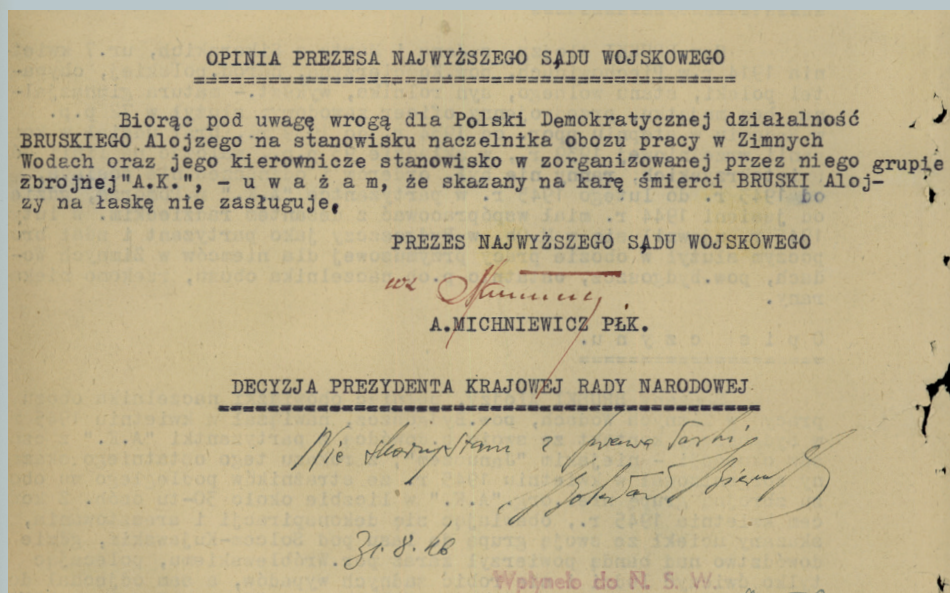 OPINIA PREZESA NAJWYŻSZEGO SĄDU WOJSKOWEGO
Biorąc pod uwagę wrogą dla Polski Demokratycznej działalność
BRUSKIEGO Alojzego na stanowisku naczelnika obozu pracy w Zimnych
Wodach oraz jego kierownicze stanowisko w zorganizowanej przez niego grupie
zbrojnej "A.K.", - u w a ż a m, że skazany na karę śmierci BRUSKI Aloj-
zy na łaskę nie zasługuje.
PREZES NAJWYŻSZEGO SĄDU WOJSKOWEGO
wz
A.MICHNIEWICZ PŁK.
DECYZJA PREZYDENTA KRAJOWEJ RADY NARODOWEJ
Nie skorzystam z prawa łaski
Bolesław Bierut
31.8.46
Wpłynęło do N. S. W.